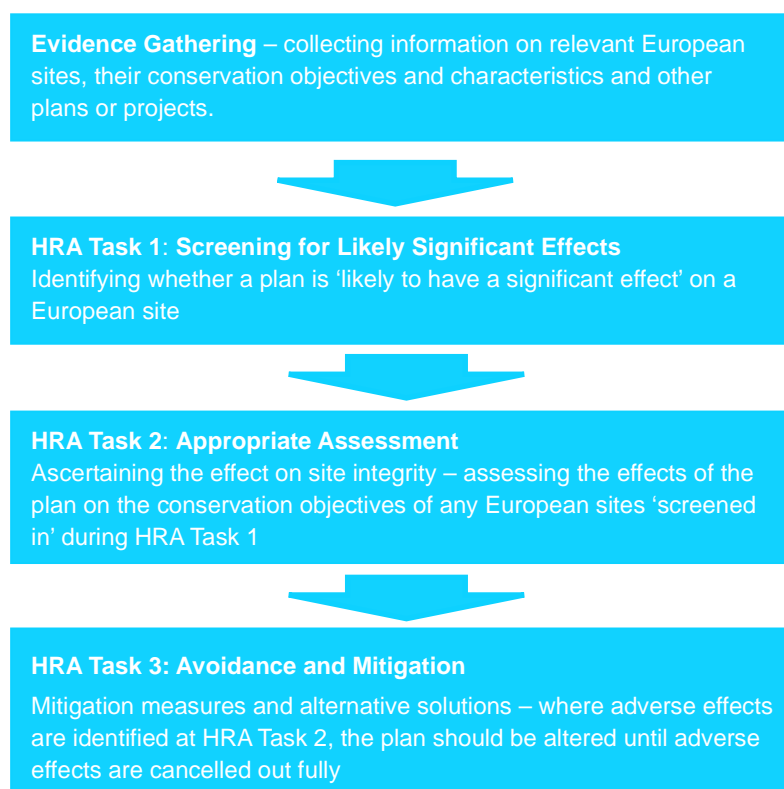 Evidence Gathering – collecting information on relevant European
sites, their conservation objectives and characteristics and other
plans or projects.
HRA Task 1: Screening for Likely Significant Effects
Identifying whether a plan is ‘likely to have a significant effect’ on a
European site
HRA Task 2: Appropriate Assessment
Ascertaining the effect on site integrity – assessing the effects of the
plan on the conservation objectives of any European sites ‘screened
in’ during HRA Task 1
HRA Task 3: Avoidance and Mitigation
Mitigation measures and alternative solutions – where adverse effects
are identified at HRA Task 2, the plan should be altered until adverse
effects are cancelled out fully